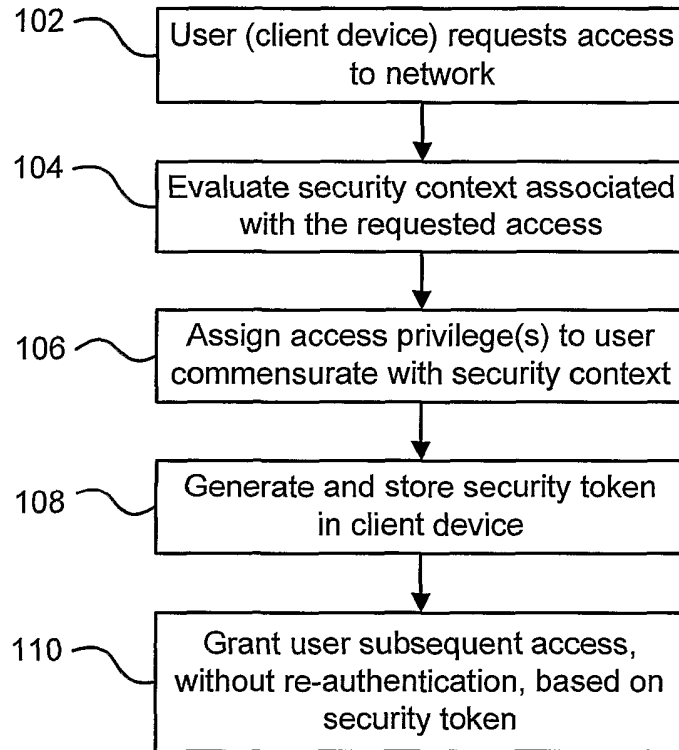 102
User (client device) requests access
to network
104
Evaluate security context associated
with the requested access
106
Assign access privilege(s) to user
commensurate with security context
108
Generate and store security token
in client device
110
Grant user subsequent access,
without re-authentication, based on
security token